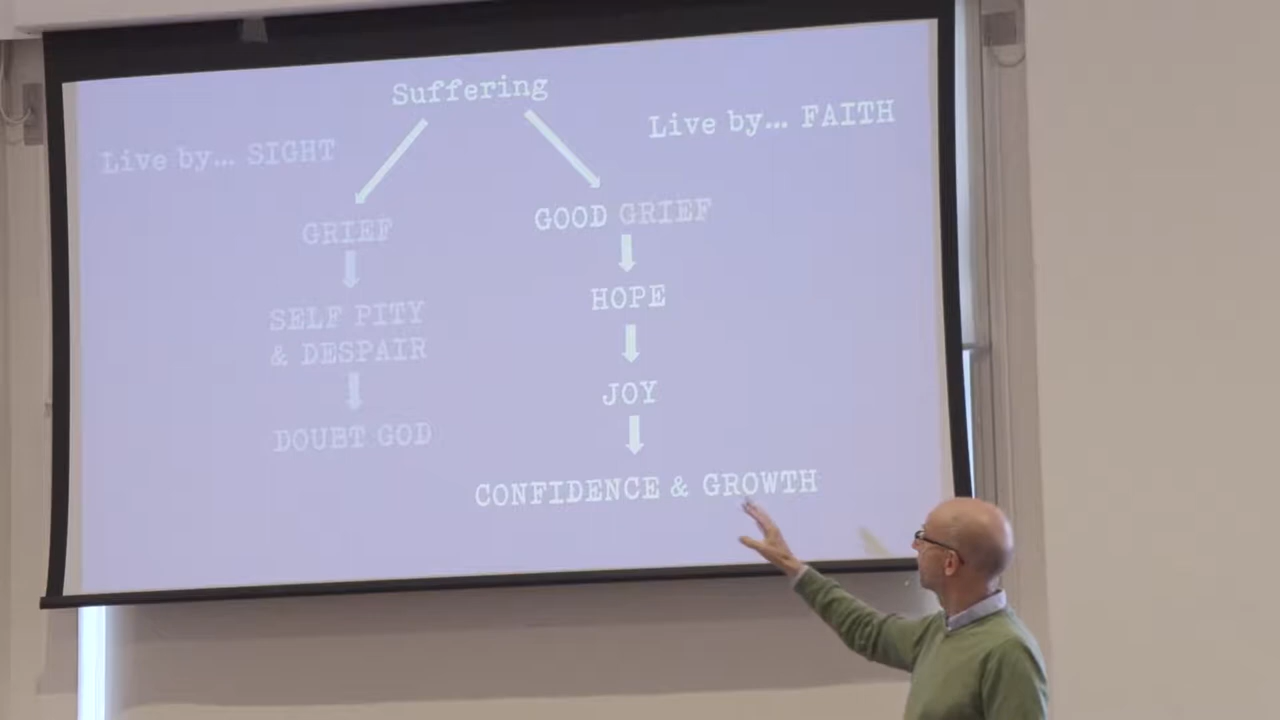 Suffering
Live by... SIGHT
Live by... FAITH
GRIEF
SELF PITY
& DESPAIR
DOUBT GOD
GOOD GRIEF
HOPE
JOY
CONFIDENCE & GROWTH